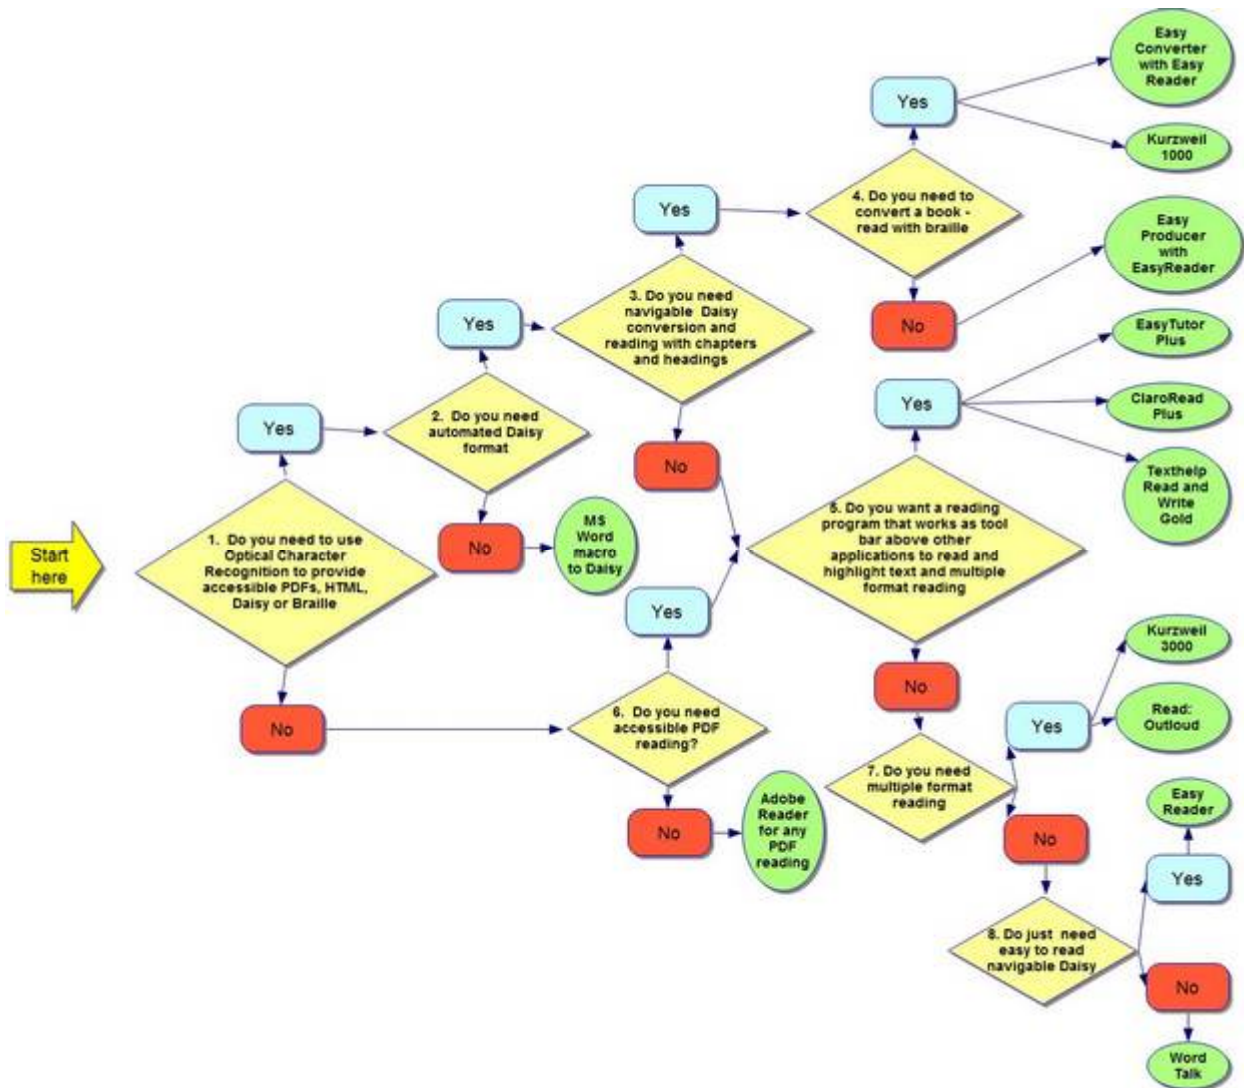 Easy
Converter
with Easy
Reader
Yes
Kurzweil
1000
4. Do you need to
convert a book -
read with braille
Yes
Easy
Producer
with
EasyReader
No
3. Do you need
navigable Daisy
conversion and
reading with chapters
and headings
Yes
EasyTutor
Plus
2. Do you need
automated Daisy
format
Yes
Yes
ClaroRead
Plus
No
Texthelp
Read and
Write
Gold
5. Do you want a reading
program that works as tool
bar above other
applications to read and
highlight text and multiple
format reading
Start
here
1. Do you need to use
Optical Character
Recognition to provide
accessible PDFs, HTML,
Daisy or Braille
No
MS
Word
macro
to Daisy
Yes
Kurzweil
3000
No
No
6. Do you need
accessible PDF
reading?
Yes
Read:
Outloud
7. Do you need
multiple format
reading
No
Adobe
Reader
for any
PDF
reading
No
Easy
Reader
Yes
8. Do just need
easy to read
navigable Daisy
No
Word
Talk